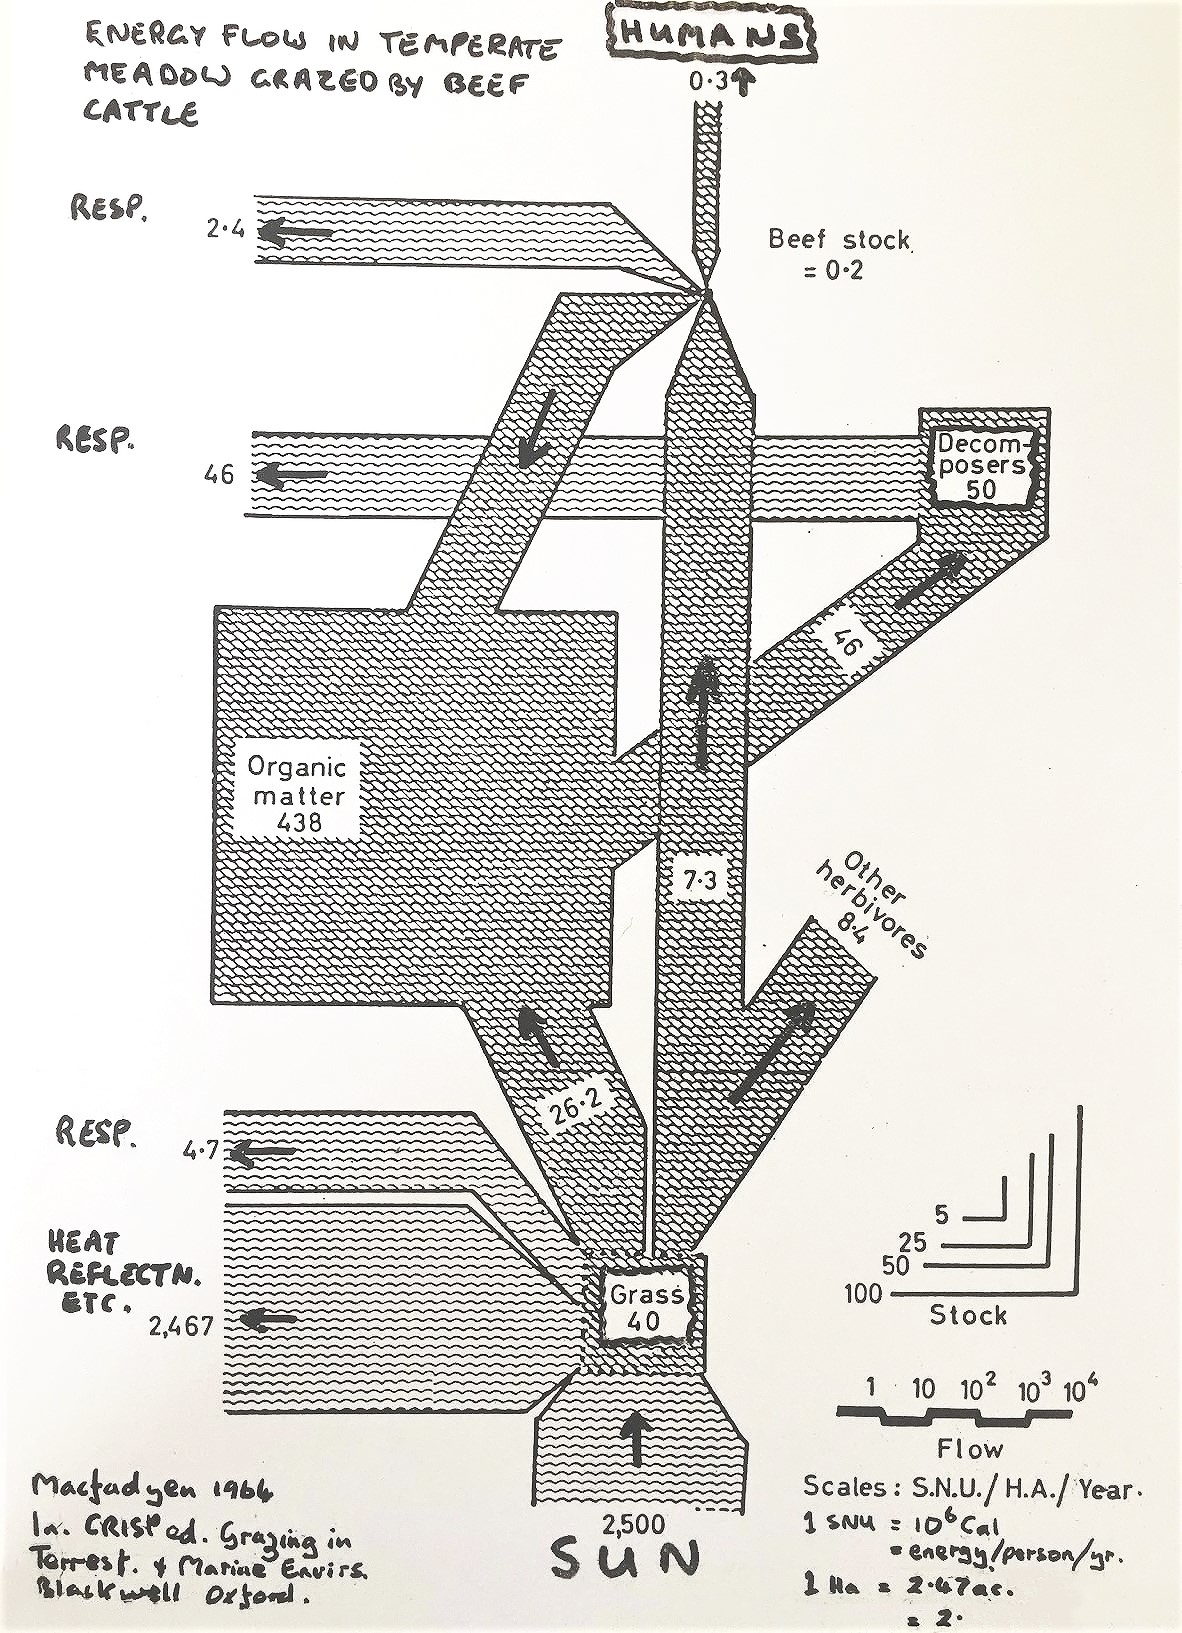 ENERGY FLOW IN TEMPERATE
MEADOW GRAZED BY BEEF
CATTLE
HUMANS
0·3
RESP.
2·4
Beef stock
= 0·2
RESP.
46
Decom-
posers
50
46
Organic
matter
438
7·3
Other
herbivores
8·4
26·2
RESP.
4·7
HEAT
REFLECTN.
ETC.
2,467
Grass
40
5
25
50
100
Stock
1 10 10² 10³ 10⁴
Flow
Scales: S.N.U./H.A./Year.
1 SNU = 10⁶ Cal
= energy/person/yr.
1 Ha = 2·47ac.
= 2·
2,500
SUN
Macfadyen 1964
In. CRISP ed. Grazing in
Terrest. + Marine Envirs.
Blackwell Oxford.